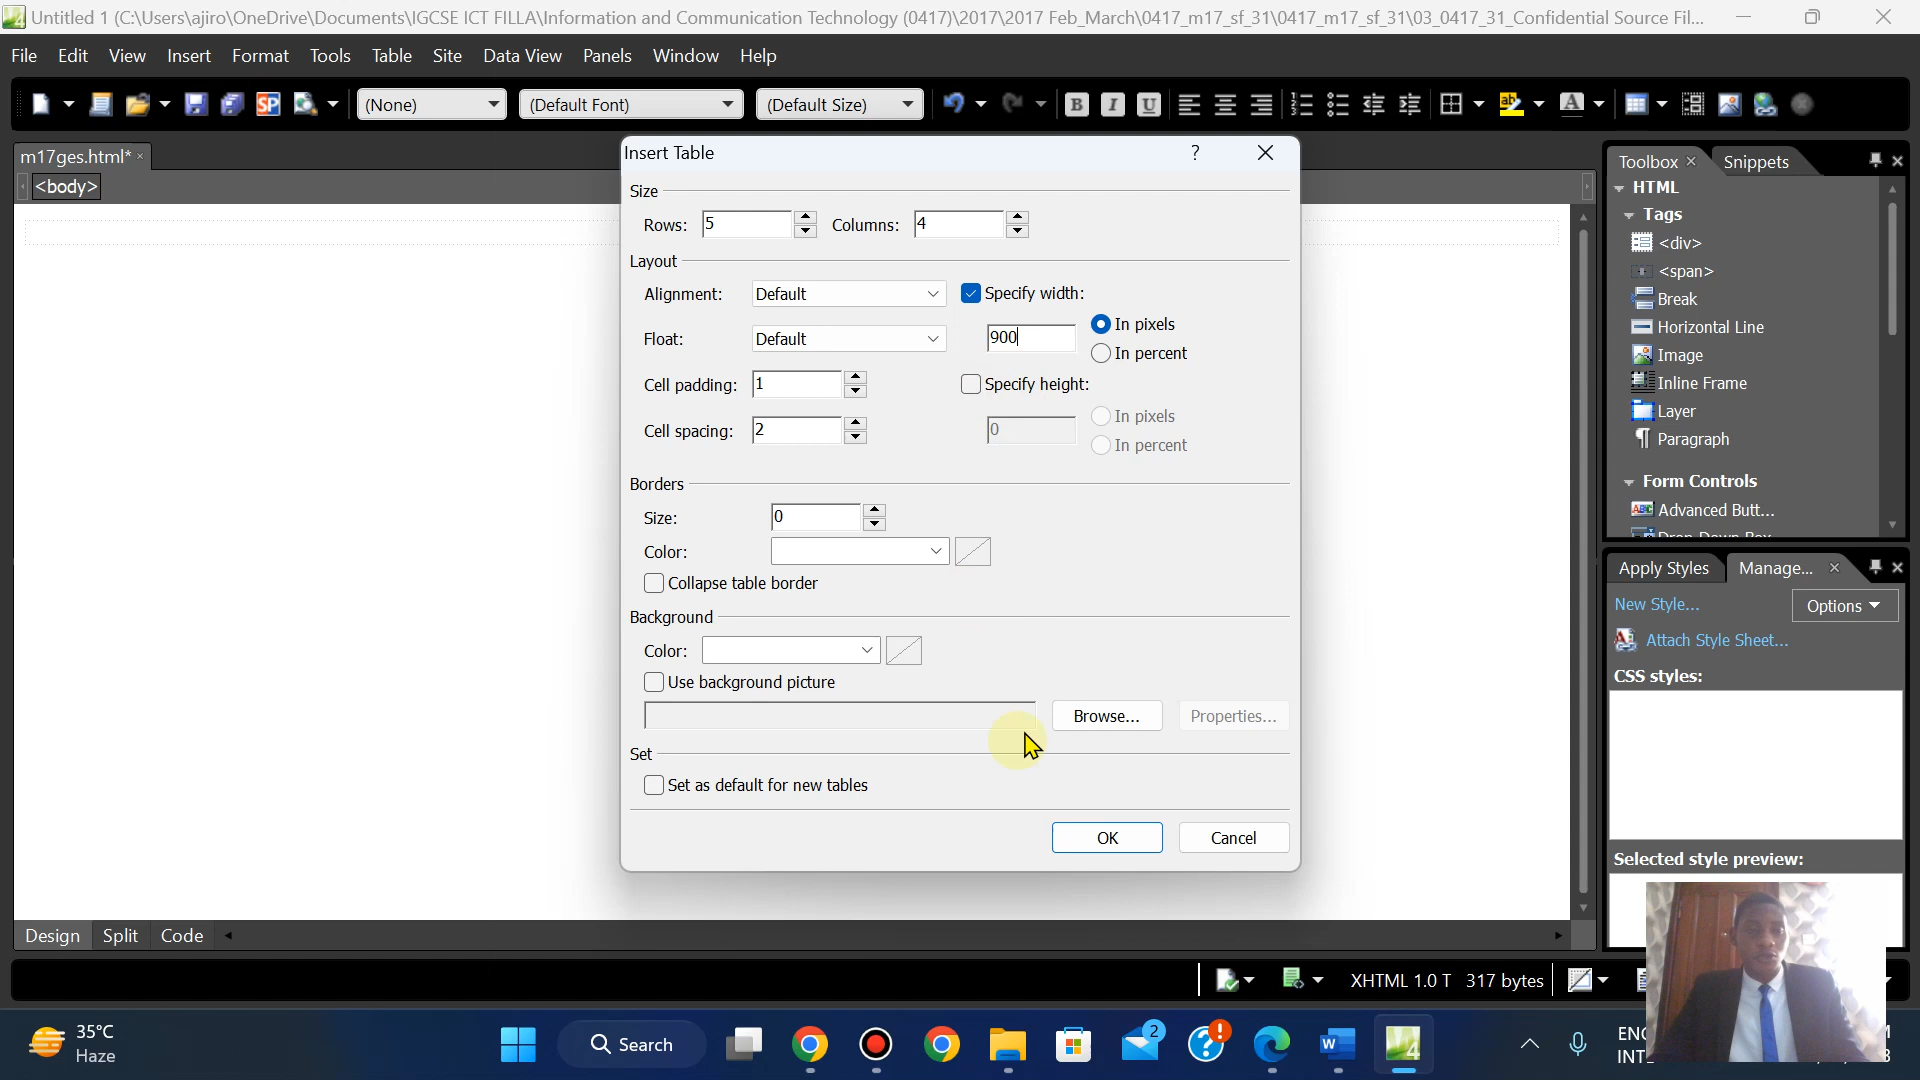 Untitled 1 (C:\Users\ajiro\OneDrive\Documents\IGCSE ICT FILLA\Information and Communication Technology (0417)\2017\2017 Feb_March\0417_m17_sf_31\0417_m17_sf_31\03_0417_31_Confidential Source Fil...
File Edit View Insert Format Tools Table Site Data View Panels Window Help
(None) (Default Font) (Default Size)
m17ges.html*
<body>
Insert Table
Size
Rows: 5 Columns: 4
Layout
Alignment: Default Specify width:
Float: Default 900 In pixels
In percent
Cell padding: 1 Specify height:
Cell spacing: 2 0 In pixels
In percent
Borders
Size: 0
Color:
Collapse table border
Background
Color:
Use background picture
Browse... Properties...
Set
Set as default for new tables
OK Cancel
Toolbox Snippets
HTML
Tags
<div>
<span>
Break
Horizontal Line
Image
Inline Frame
Layer
Paragraph
Form Controls
Advanced Butt...
Apply Styles Manage...
New Style... Options
Attach Style Sheet...
CSS styles:
Selected style preview:
Design Split Code
XHTML 1.0 T 317 bytes
35°C
Haze
Search
2
ENG